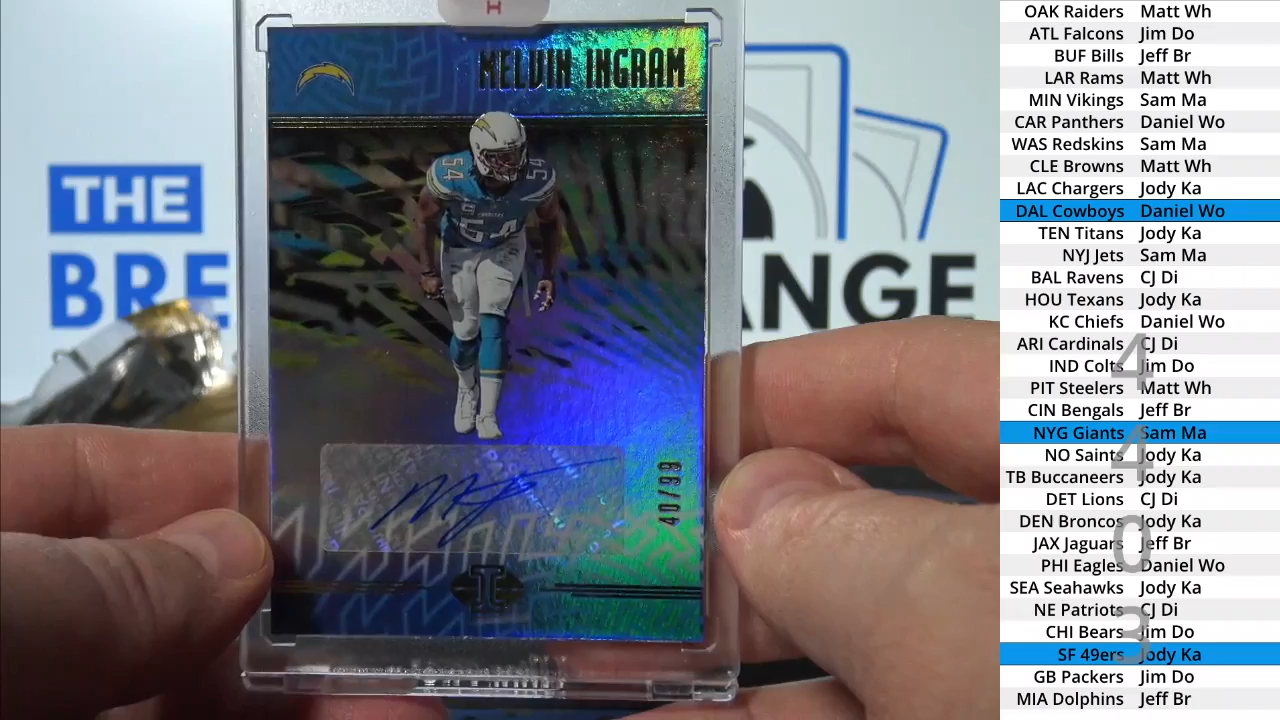 H
MELVIN INGRAM
54 54
54
40/99
THE
BRE ANGE
OAK Raiders Matt Wh
ATL Falcons Jim Do
BUF Bills Jeff Br
LAR Rams Matt Wh
MIN Vikings Sam Ma
CAR Panthers Daniel Wo
WAS Redskins Sam Ma
CLE Browns Matt Wh
LAC Chargers Jody Ka
DAL Cowboys Daniel Wo
TEN Titans Jody Ka
NYJ Jets Sam Ma
BAL Ravens CJ Di
HOU Texans Jody Ka
KC Chiefs Daniel Wo
ARI Cardinals CJ Di
IND Colts Jim Do
PIT Steelers Matt Wh
CIN Bengals Jeff Br
NYG Giants Sam Ma
NO Saints Jody Ka
TB Buccaneers Jody Ka
DET Lions CJ Di
DEN Broncos Jody Ka
JAX Jaguars Jeff Br
PHI Eagles Daniel Wo
SEA Seahawks Jody Ka
NE Patriots CJ Di
CHI Bears Jim Do
SF 49ers Jody Ka
GB Packers Jim Do
MIA Dolphins Jeff Br
4
4
0
3